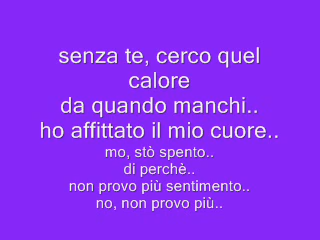 senza te, cerco quel
calore
da quando manchi..
ho affittato il mio cuore..
mo, stò spento..
di perchè..
non provo più sentimento..
no, non provo più..